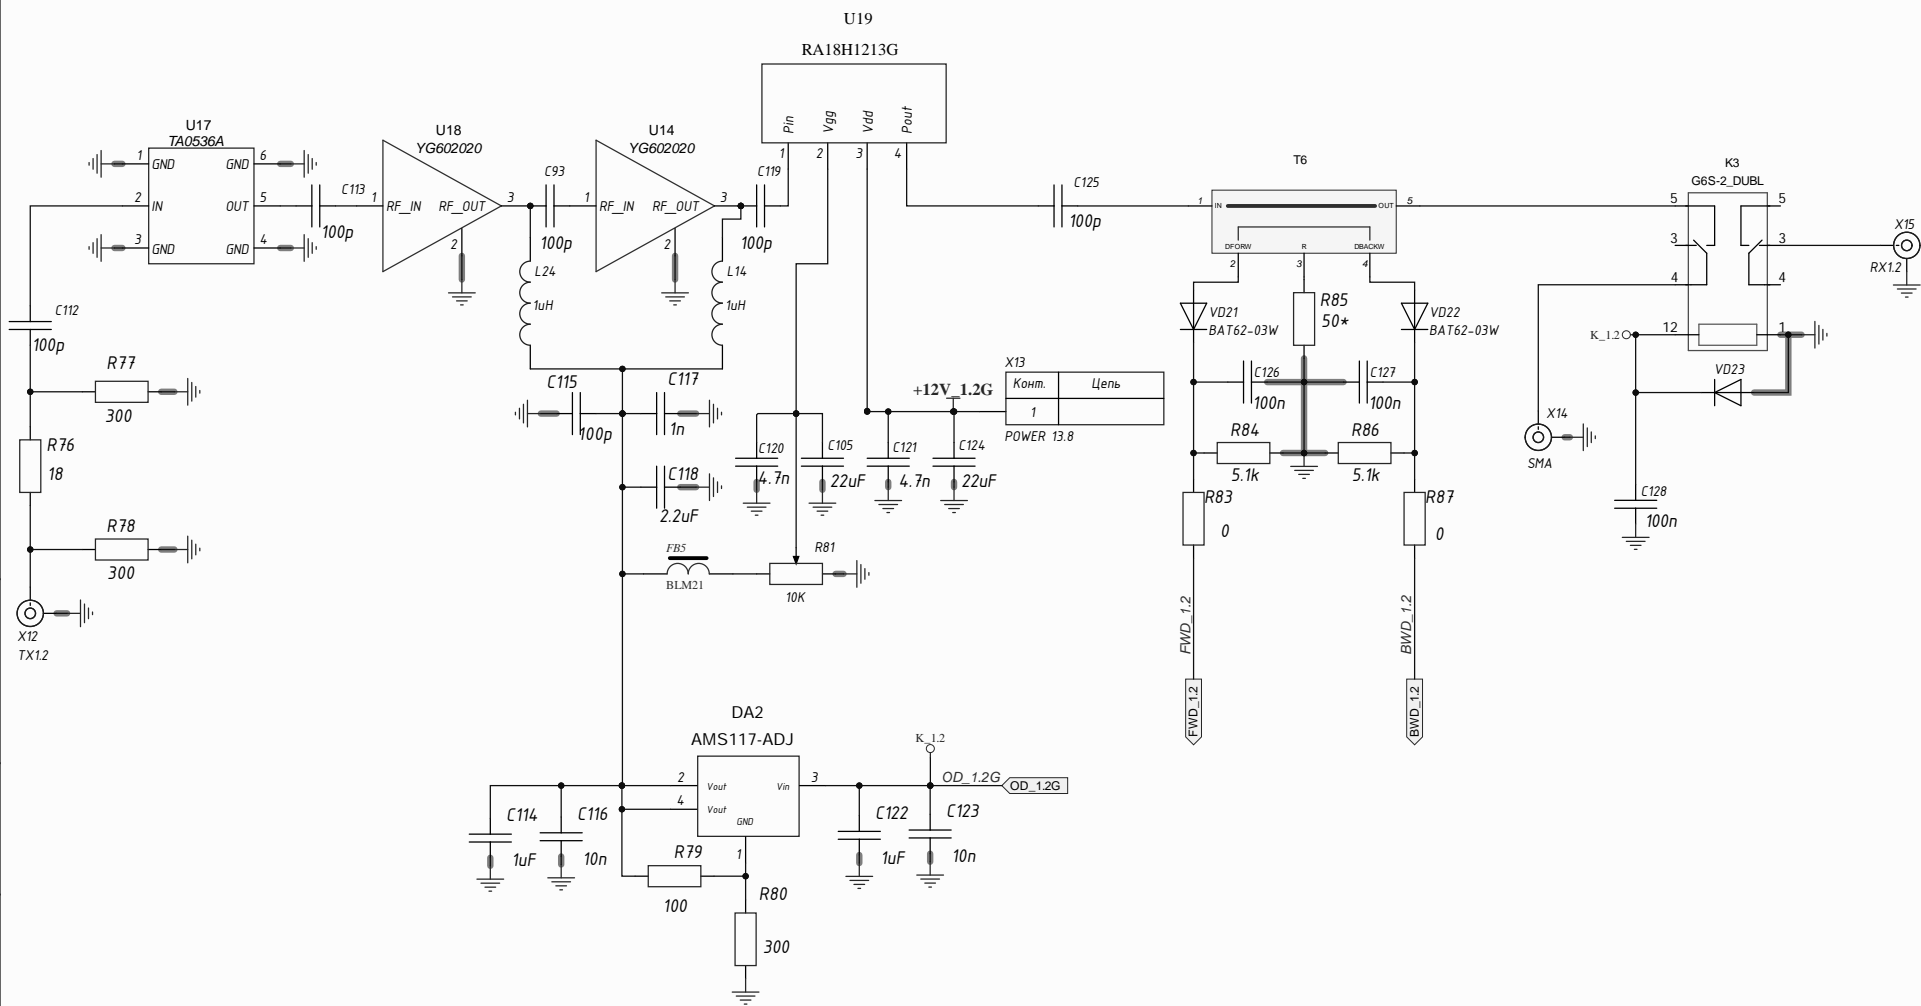 U19
RA18H1213G
Pin
Vgg
Vdd
Pout
1
2
3
4
U17
TA0536A
1 GND
GND 6
2 IN
OUT 5
3 GND
GND 4
C113
100p
U18
YG602020
1 RF_IN
RF_OUT 3
2
C93
100p
U14
YG602020
1 RF_IN
RF_OUT 3
2
C119
100p
L24
1uH
L14
1uH
C112
100p
R77
300
R76
18
R78
300
X12
TX1.2
C115
100p
C117
1n
C118
2.2uF
C120
4.7n
C105
22uF
C121
4.7n
C124
22uF
+12V_1.2G
X13
Конт.
Цепь
1
POWER 13.8
FB5
BLM21
R81
10K
C125
100p
T6
1 IN
OUT 5
DFORW
R
DBACKW
2
3
4
VD21
BAT62-03W
R85
50*
VD22
BAT62-03W
C126
100n
C127
100n
R84
5.1k
R86
5.1k
R83
0
R87
0
FWD_1.2
BWD_1.2
FWD_1.2
BWD_1.2
K3
G6S-2_DUBL
5
5
3
3
4
4
K_1.2
12
1
VD23
X15
RX1.2
X14
SMA
C128
100n
DA2
AMS117-ADJ
2 Vout
Vin 3
4 Vout
GND
1
K_1.2
OD_1.2G
OD_1.2G
C114
1uF
C116
10n
C122
1uF
C123
10n
R79
100
R80
300